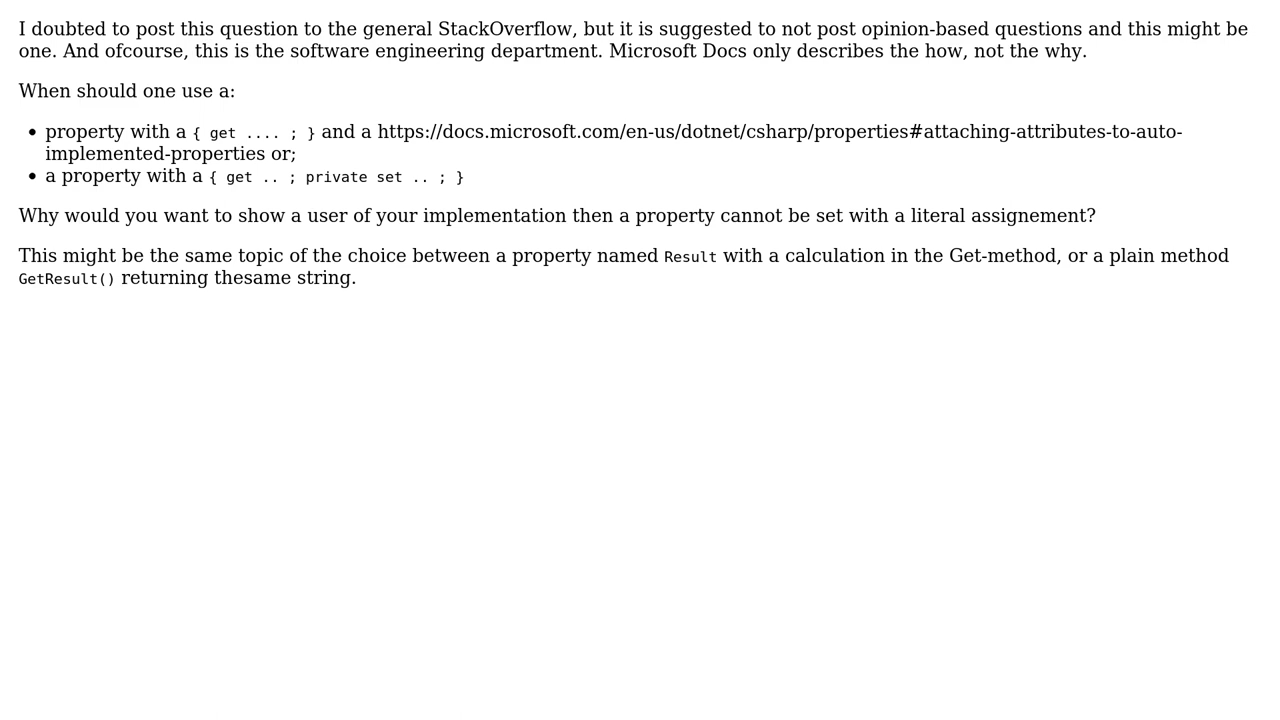 I doubted to post this question to the general StackOverflow, but it is suggested to not post opinion-based questions and this might be
one. And ofcourse, this is the software engineering department. Microsoft Docs only describes the how, not the why.
When should one use a:
• property with a { get .... ; } and a https://docs.microsoft.com/en-us/dotnet/csharp/properties#attaching-attributes-to-auto-
implemented-properties or;
• a property with a { get .. ; private set .. ; }
Why would you want to show a user of your implementation then a property cannot be set with a literal assignement?
This might be the same topic of the choice between a property named Result with a calculation in the Get-method, or a plain method
GetResult() returning thesame string.